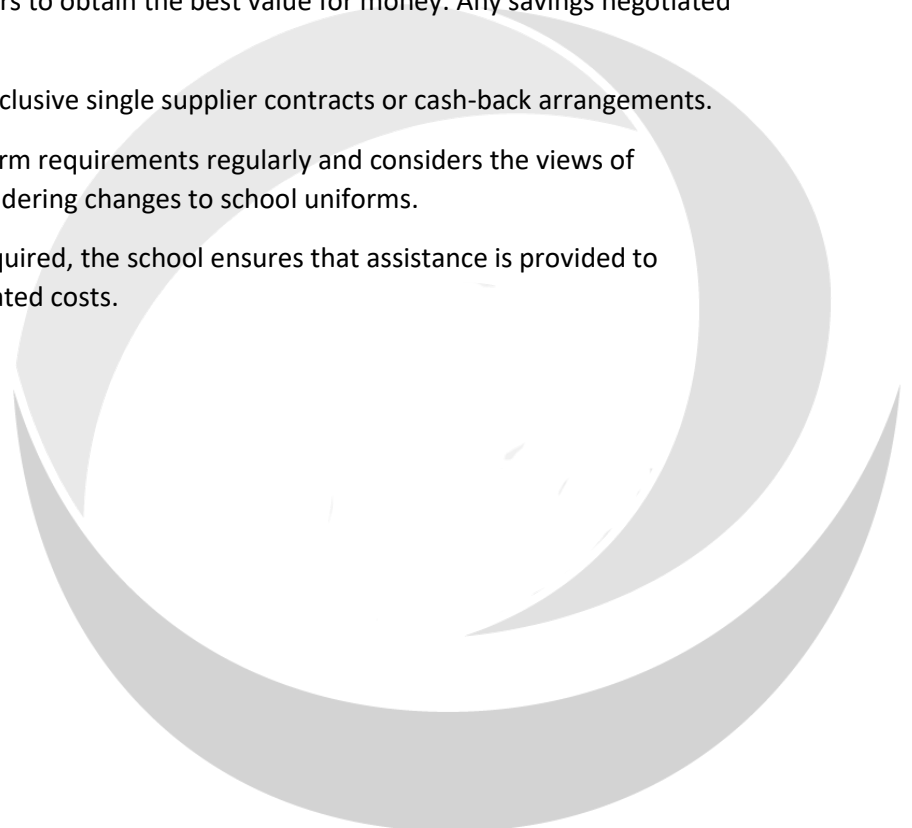 rs to obtain the best value for money. Any savings negotiated
clusive single supplier contracts or cash-back arrangements.
rm requirements regularly and considers the views of
dering changes to school uniforms.
quired, the school ensures that assistance is provided to
ated costs.